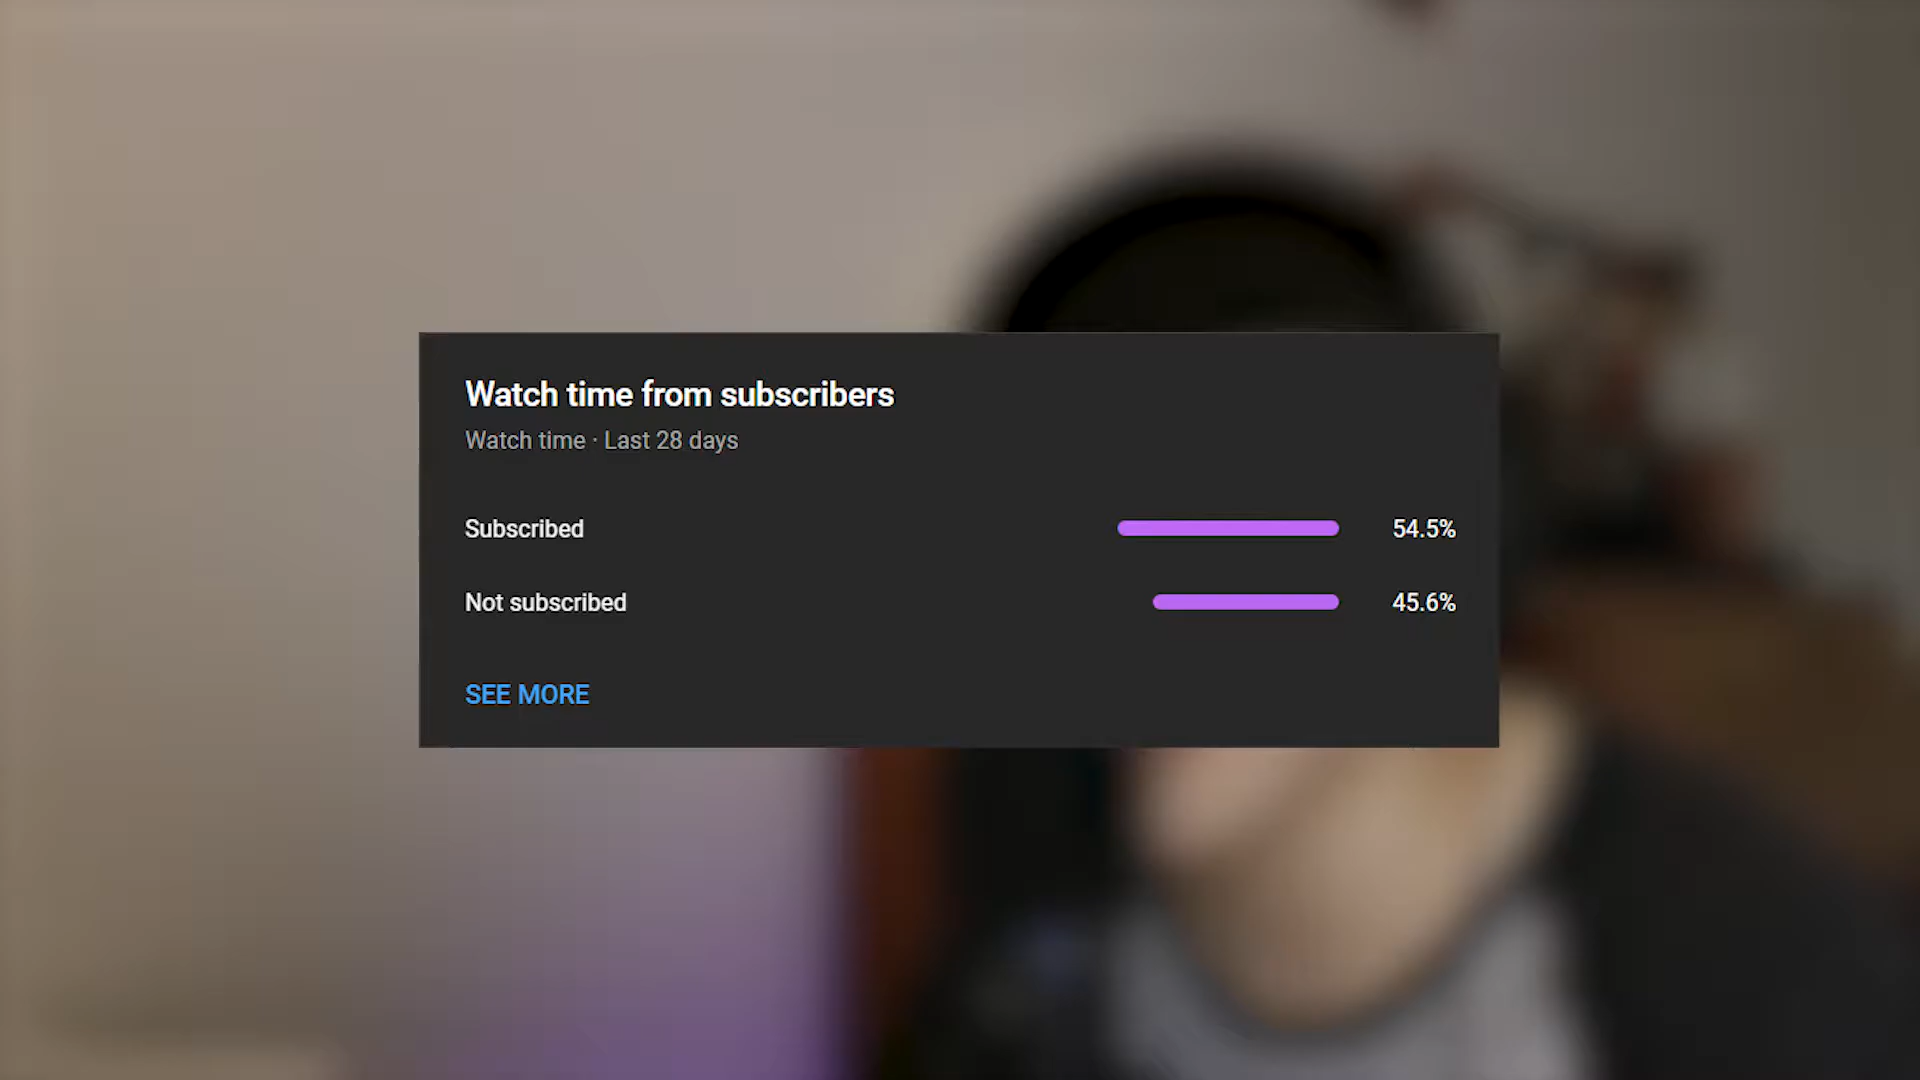 Watch time from subscribers
Watch time · Last 28 days
Subscribed 54.5%
Not subscribed 45.6%
SEE MORE